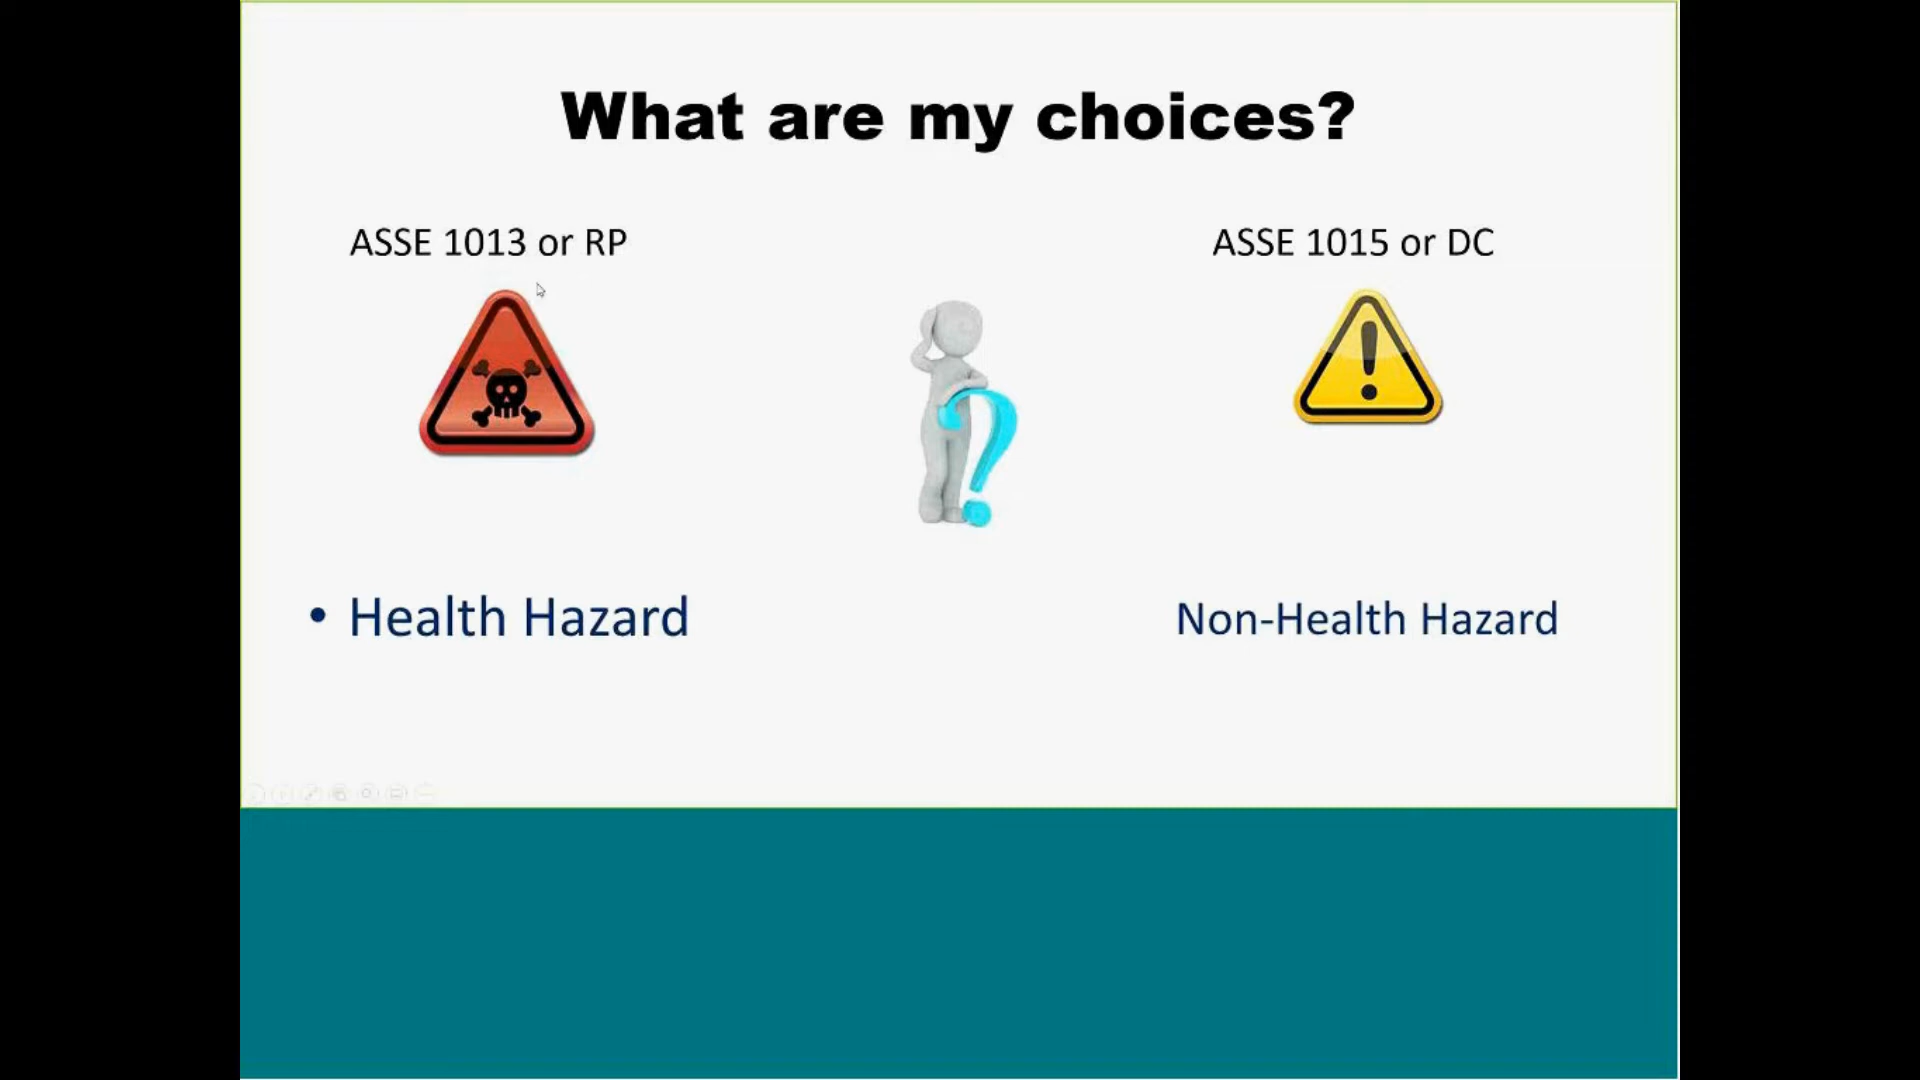 What are my choices?
ASSE 1013 or RP
ASSE 1015 or DC
• Health Hazard
Non-Health Hazard